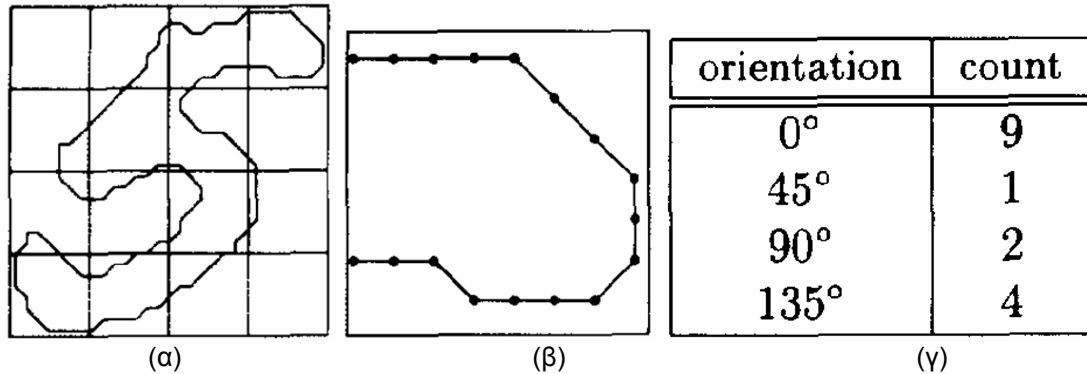 orientation count
0° 9
45° 1
90° 2
135° 4
(α) (β) (γ)